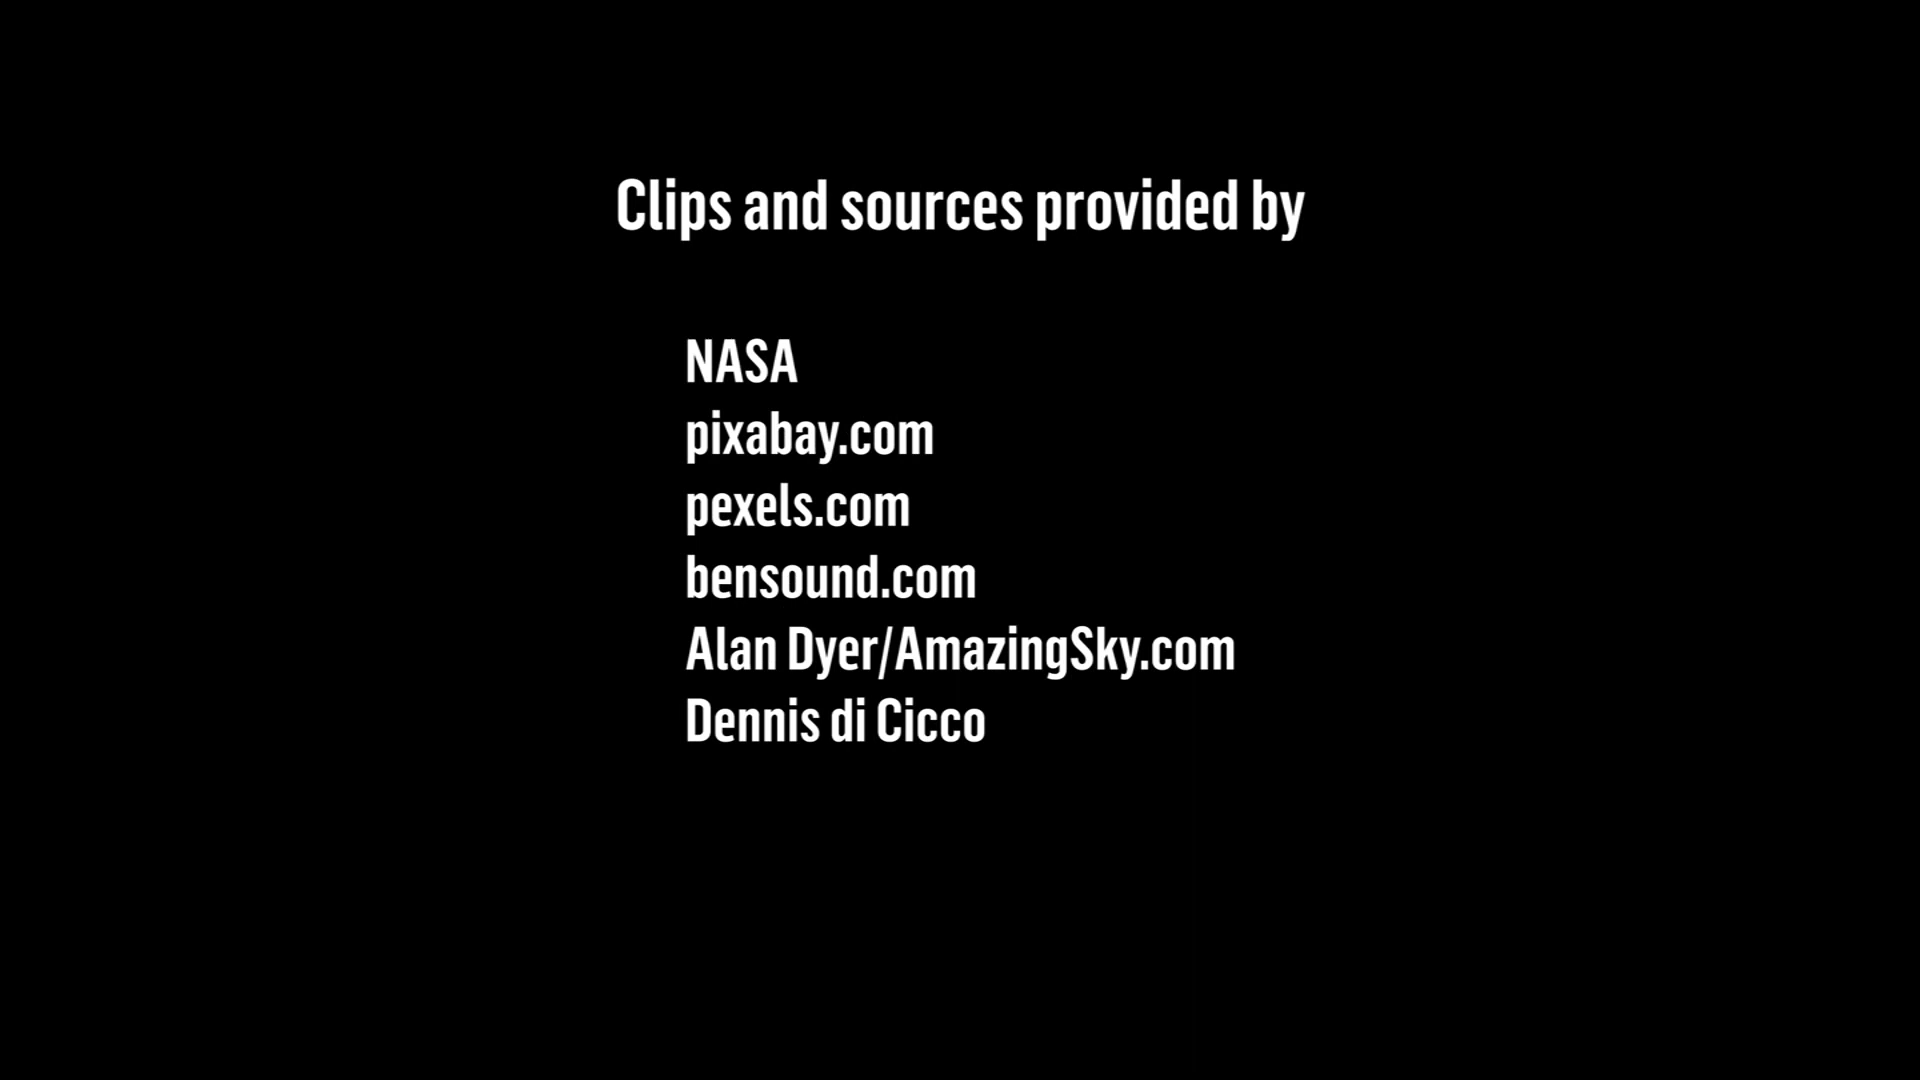 Clips and sources provided by
NASA
pixabay.com
pexels.com
bensound.com
Alan Dyer/AmazingSky.com
Dennis di Cicco